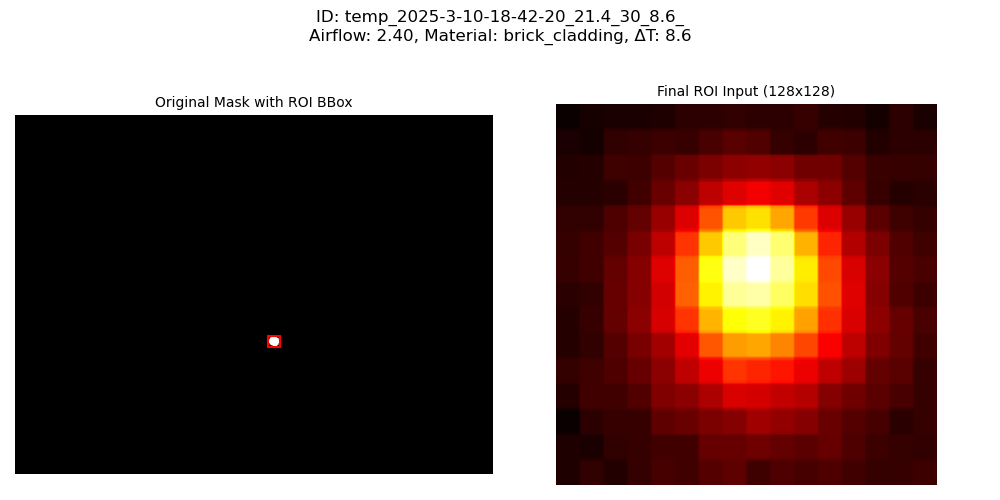 ID: temp_2025-3-10-18-42-20_21.4_30_8.6_
Airflow: 2.40, Material: brick_cladding, ΔT: 8.6
Original Mask with ROI BBox
Final ROI Input (128x128)